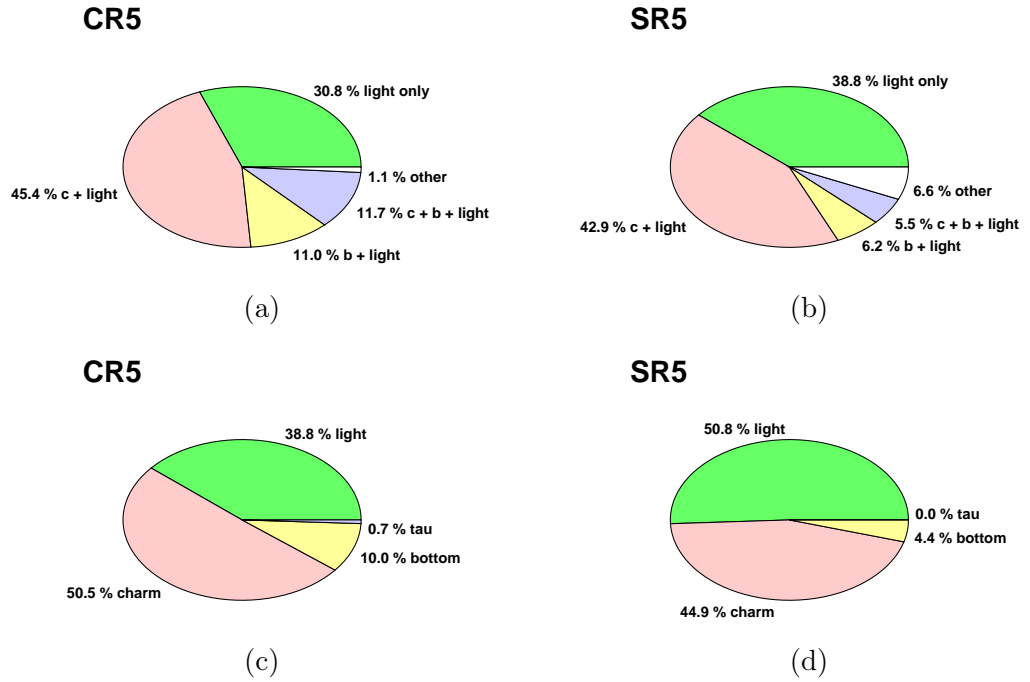 CR5
30.8 % light only
45.4 % c + light
1.1 % other
11.7 % c + b + light
11.0 % b + light
(a)
SR5
38.8 % light only
42.9 % c + light
6.6 % other
5.5 % c + b + light
6.2 % b + light
(b)
CR5
38.8 % light
0.7 % tau
10.0 % bottom
50.5 % charm
(c)
SR5
50.8 % light
0.0 % tau
4.4 % bottom
44.9 % charm
(d)